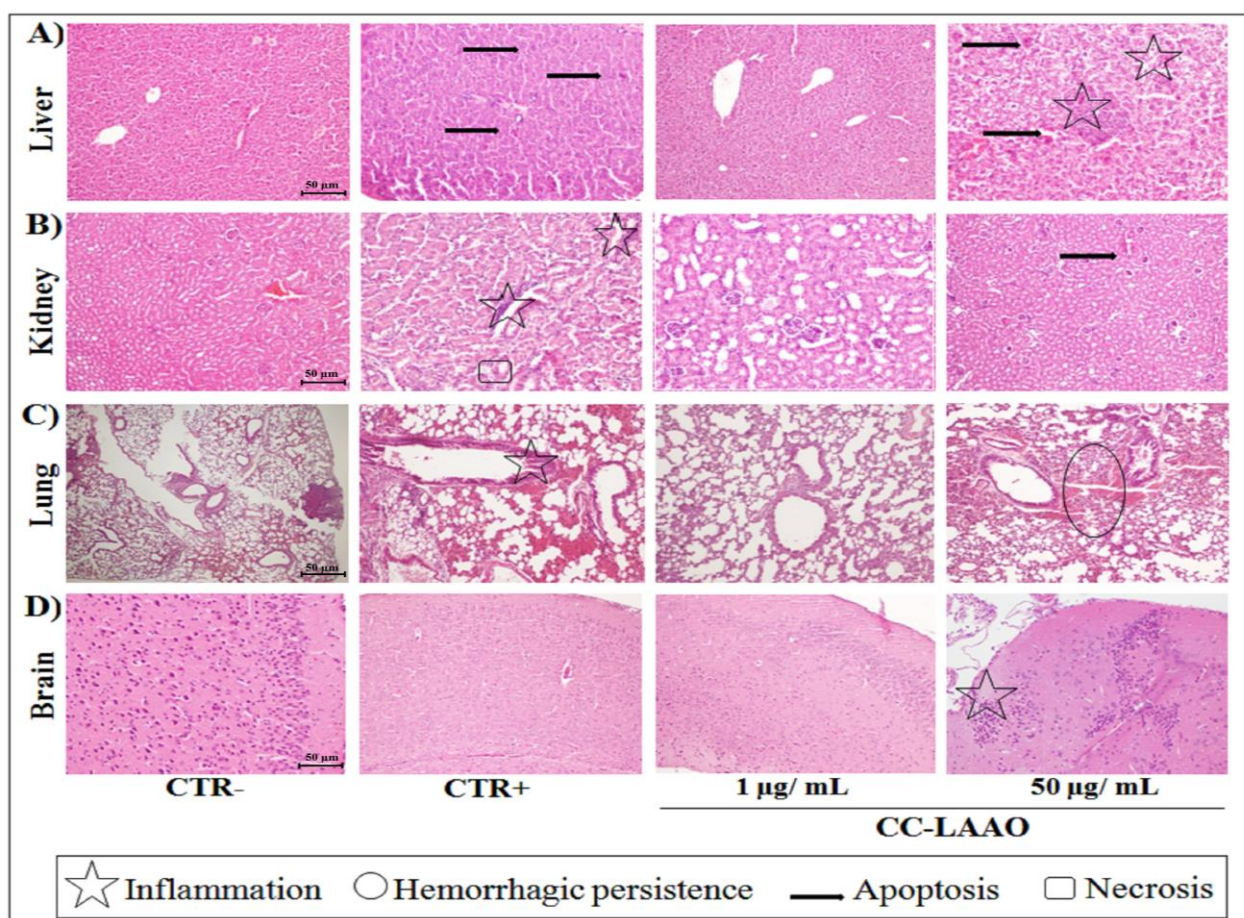 A)
Liver
50 µm
B)
Kidney
50 µm
C)
Lung
50 µm
D)
Brain
50 µm
CTR- CTR+ 1 µg/ mL 50 µg/ mL
CC-LAAO
Inflammation Hemorrhagic persistence Apoptosis Necrosis